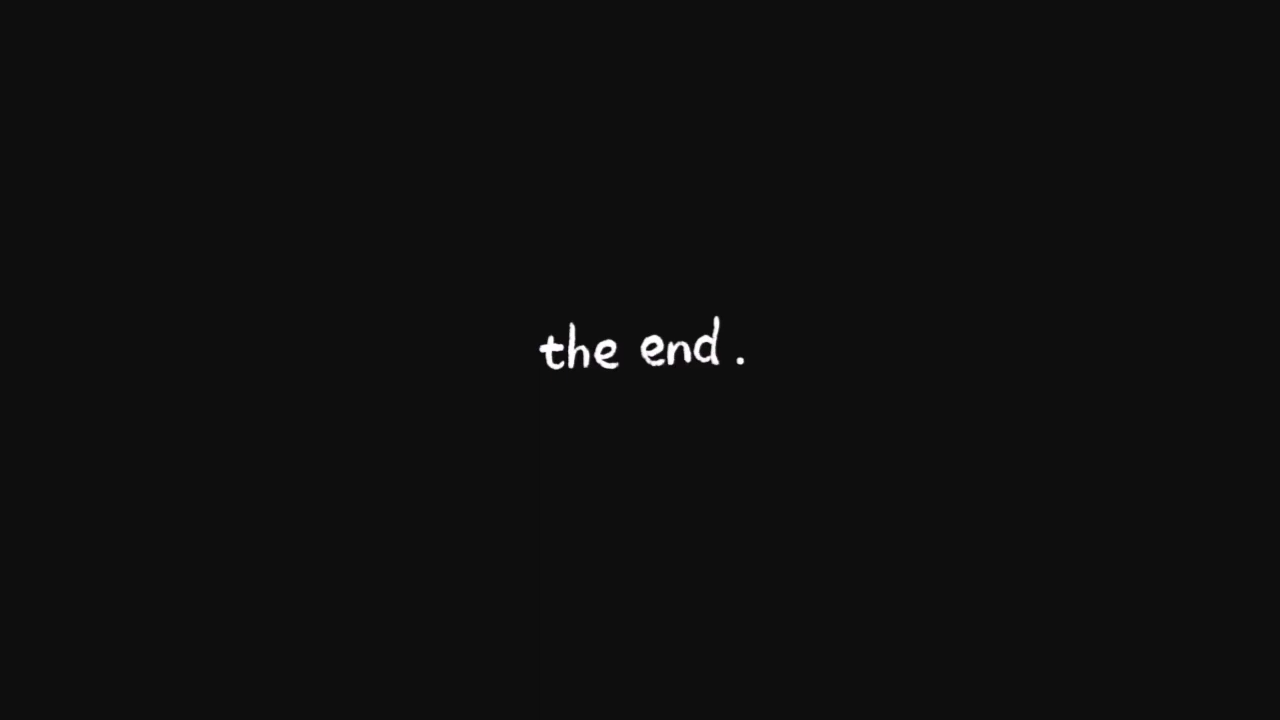 the end .